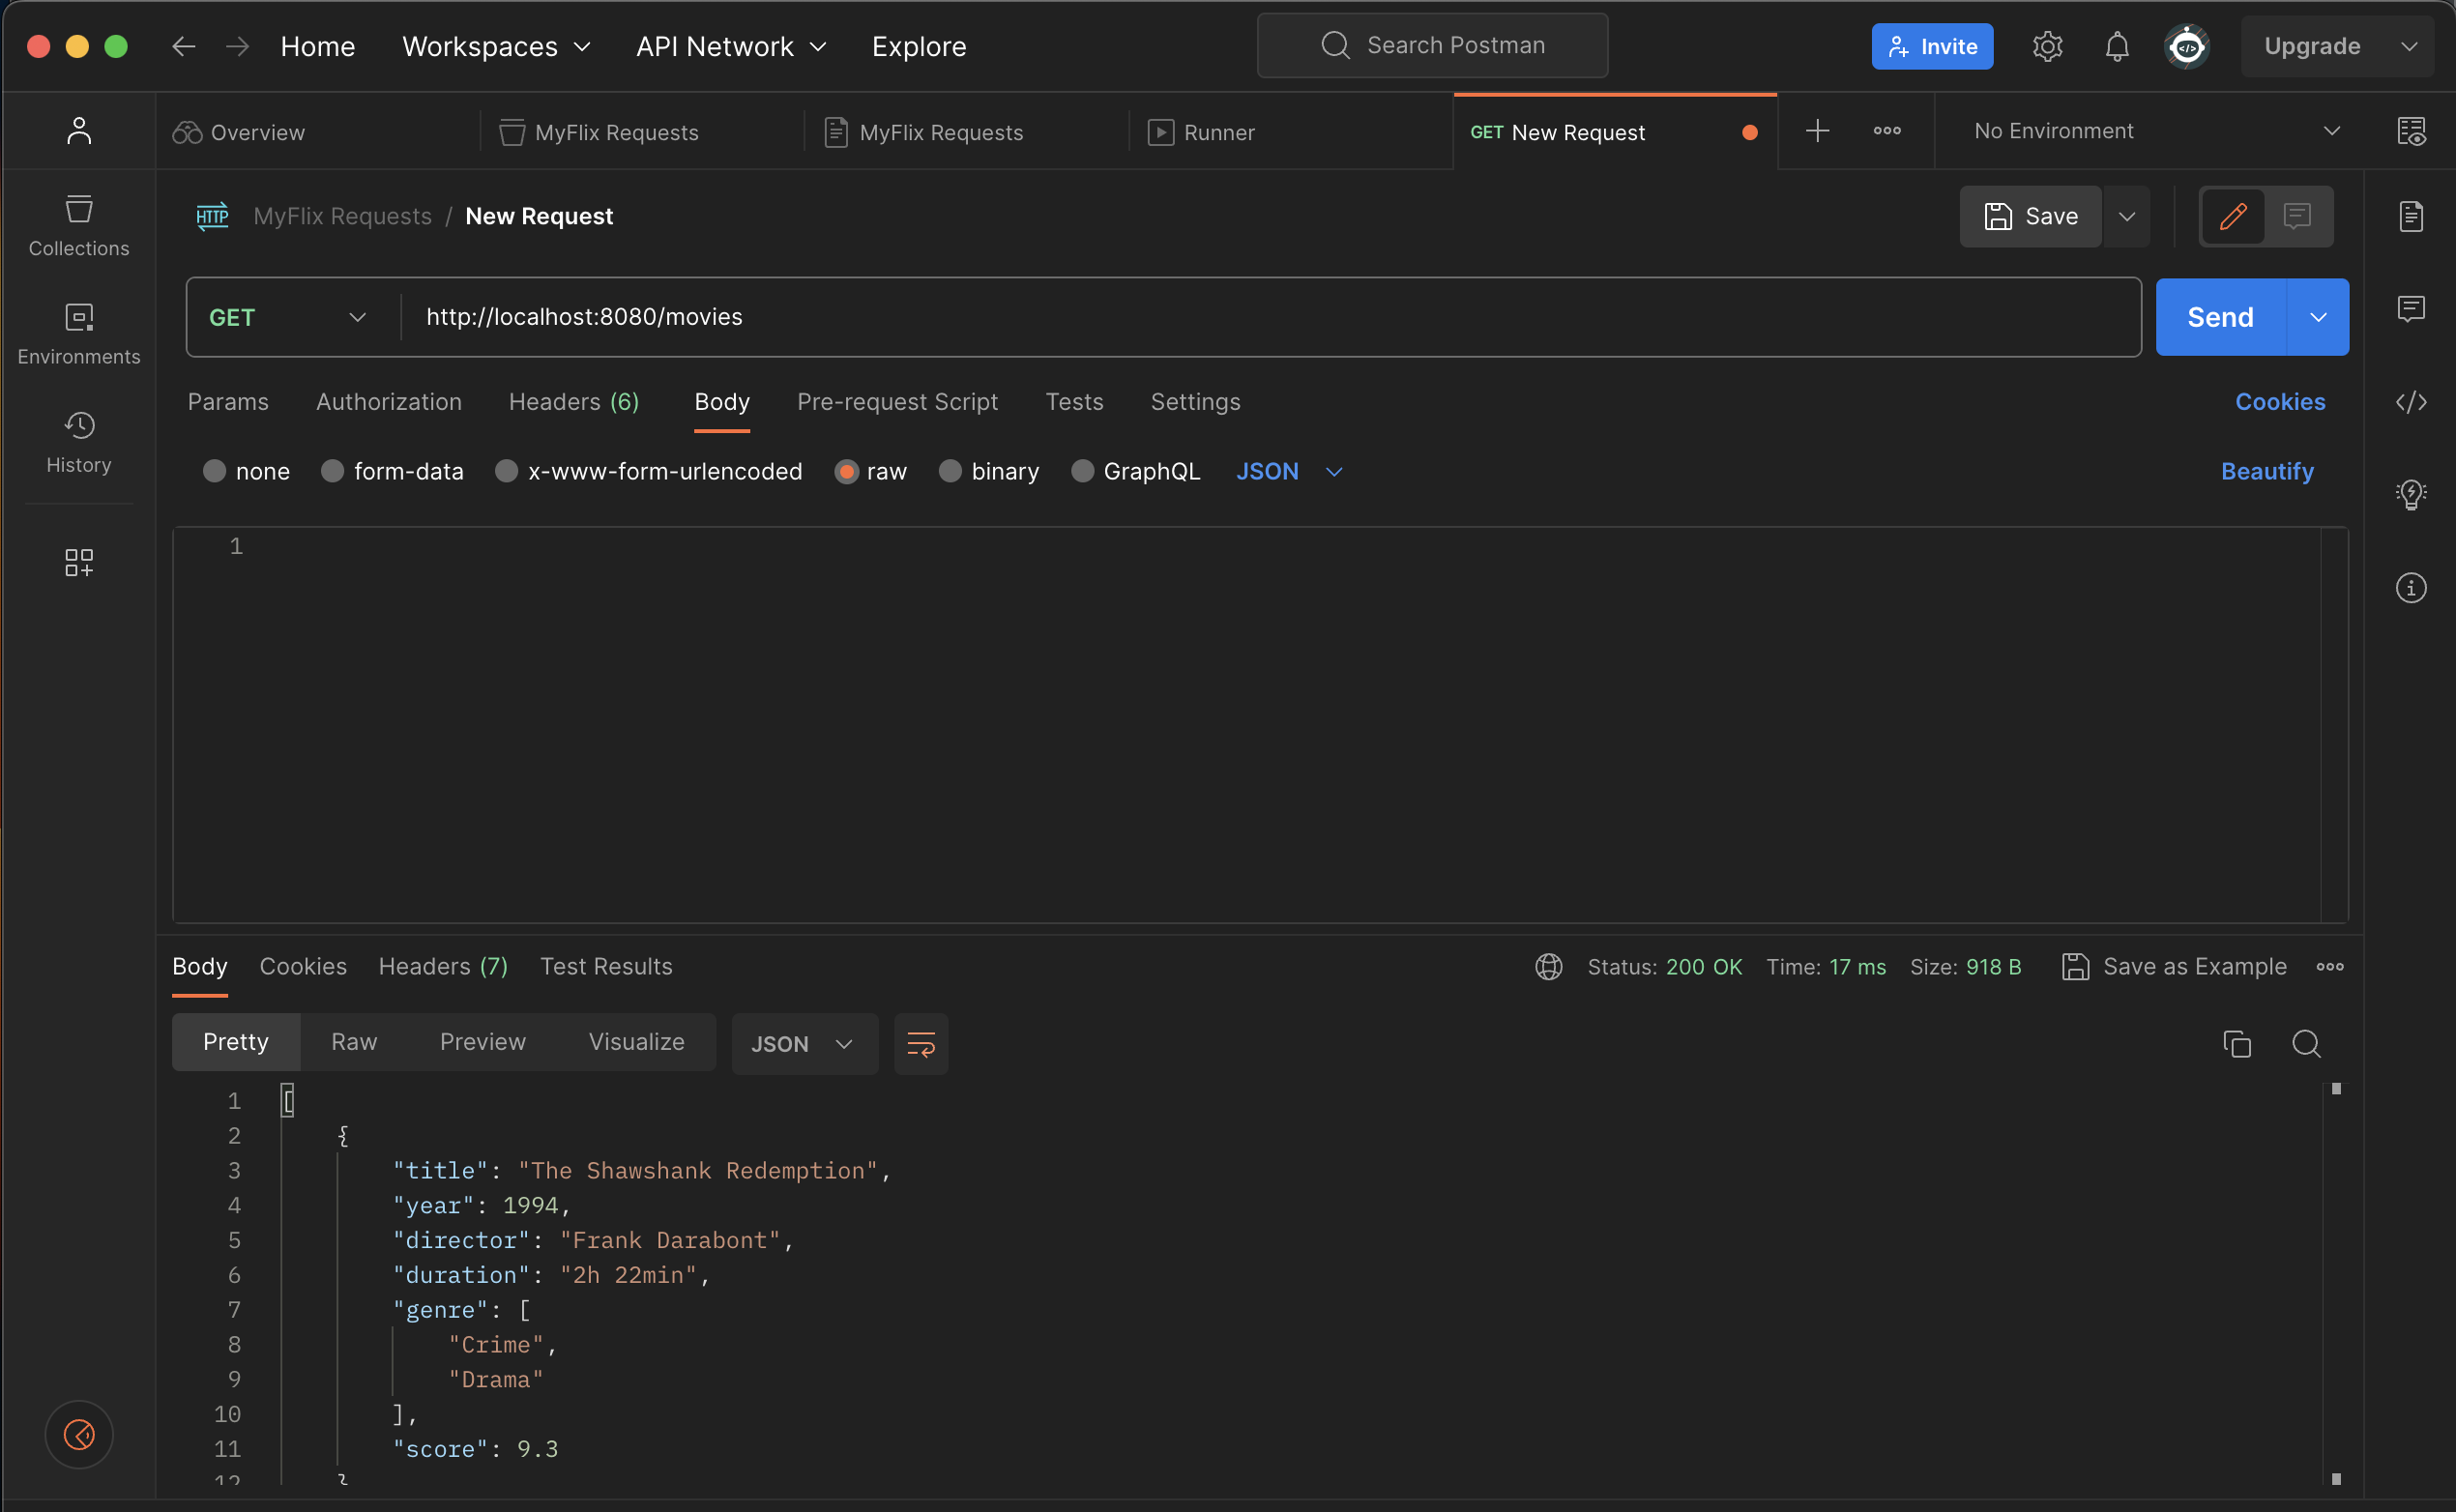 Home Workspaces API Network Explore Search Postman Invite Upgrade
Overview MyFlix Requests MyFlix Requests Runner GET New Request No Environment
HTTP MyFlix Requests / New Request Save
Collections
Environments
History
GET http://localhost:8080/movies Send
Params Authorization Headers (6) Body Pre-request Script Tests Settings Cookies
none form-data x-www-form-urlencoded raw binary GraphQL JSON Beautify
1
Body Cookies Headers (7) Test Results Status: 200 OK Time: 17 ms Size: 918 B Save as Example
Pretty Raw Preview Visualize JSON
1 [
2 {
3 "title": "The Shawshank Redemption",
4 "year": 1994,
5 "director": "Frank Darabont",
6 "duration": "2h 22min",
7 "genre": [
8 "Crime",
9 "Drama"
10 ],
11 "score": 9.3
12 }